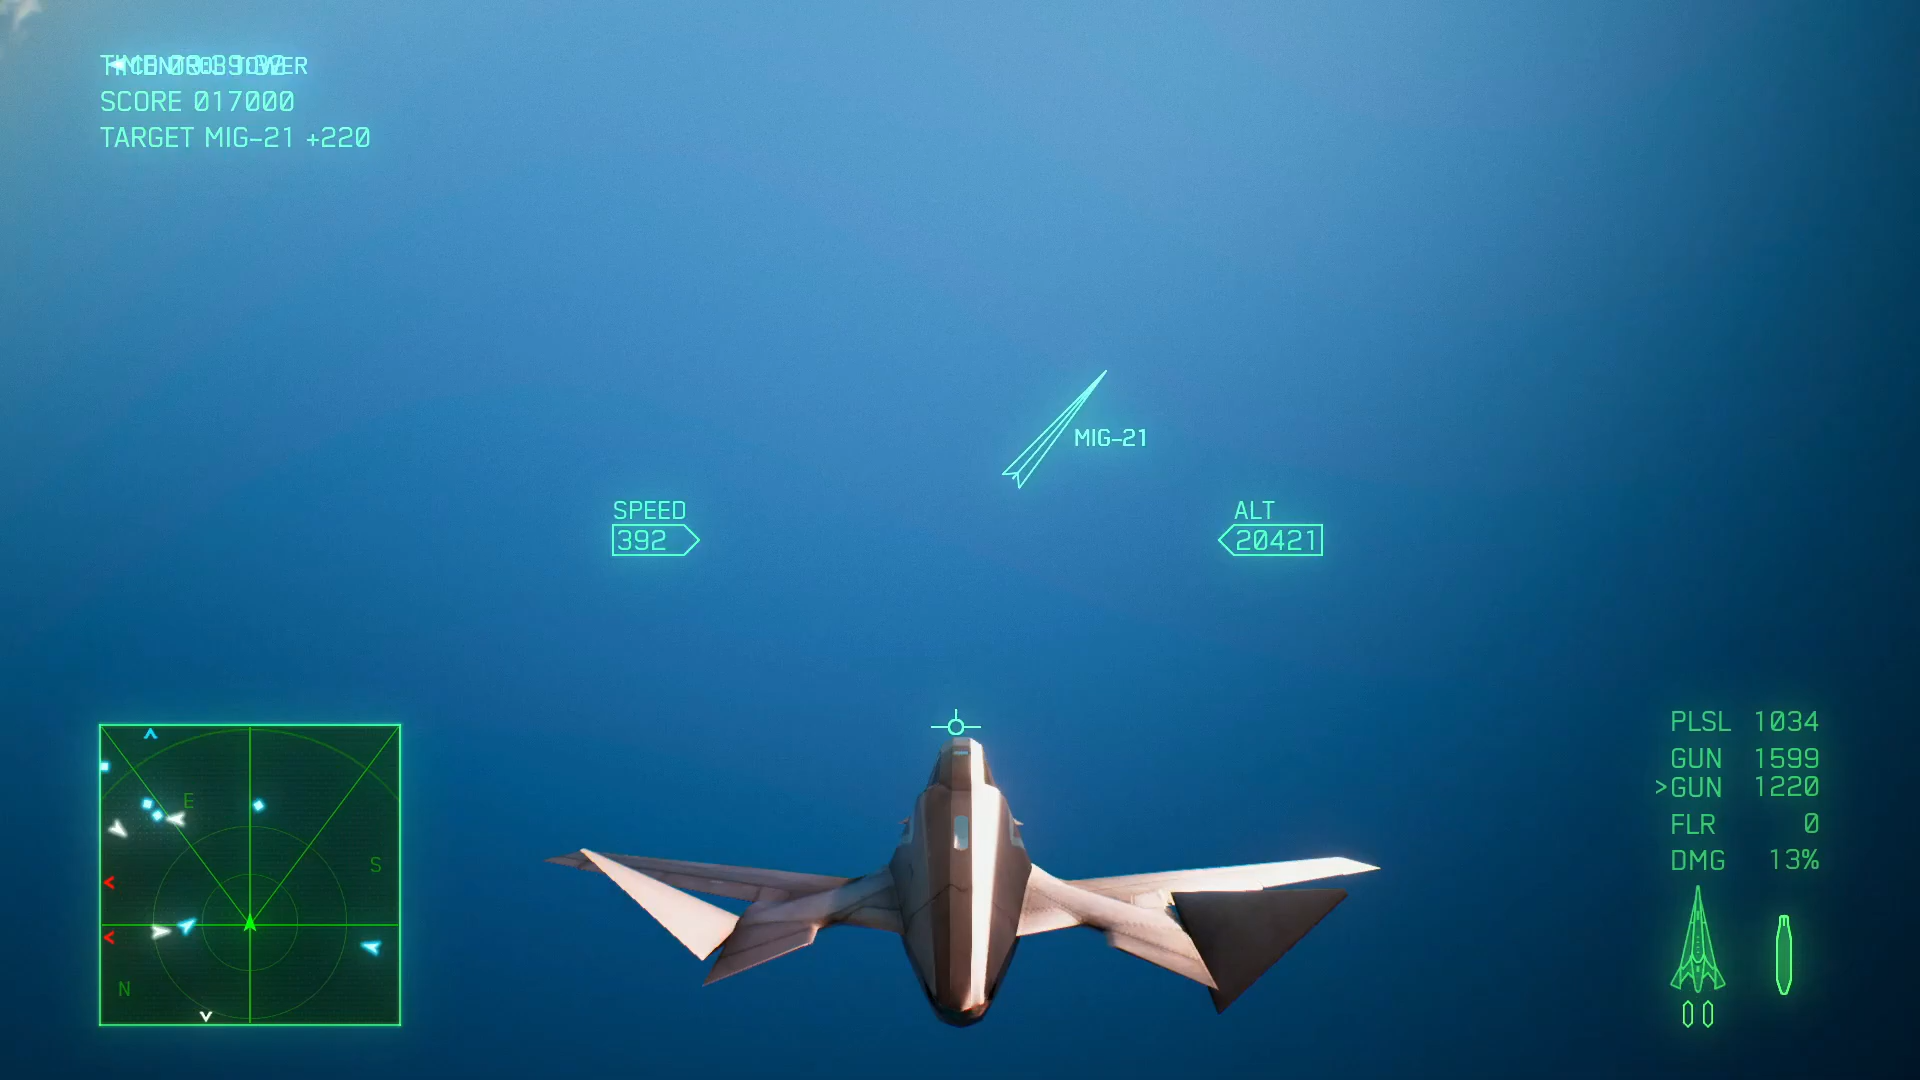 SCORE 017000
TARGET MIG-21 +220
MIG-21
SPEED
392
ALT
20421
E
S
N
PLSL 1034
GUN 1599
>GUN 1220
FLR 0
DMG 13%